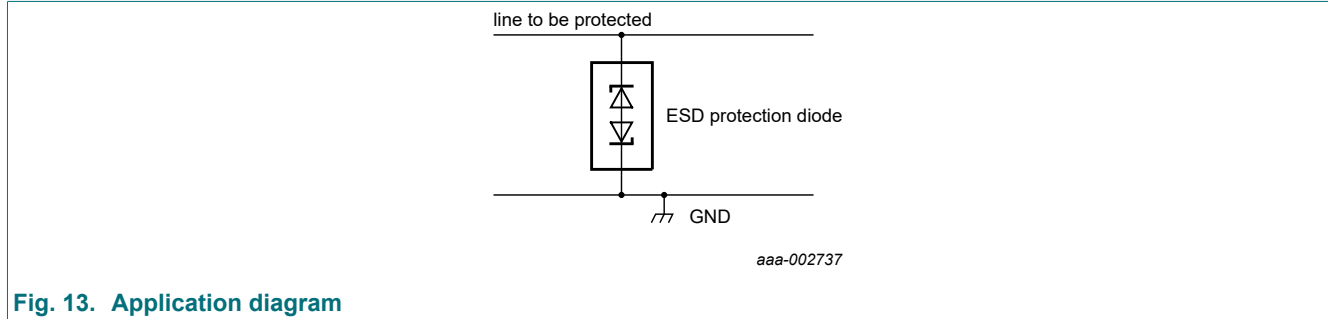 line to be protected
ESD protection diode
GND
aaa-002737
Fig. 13. Application diagram